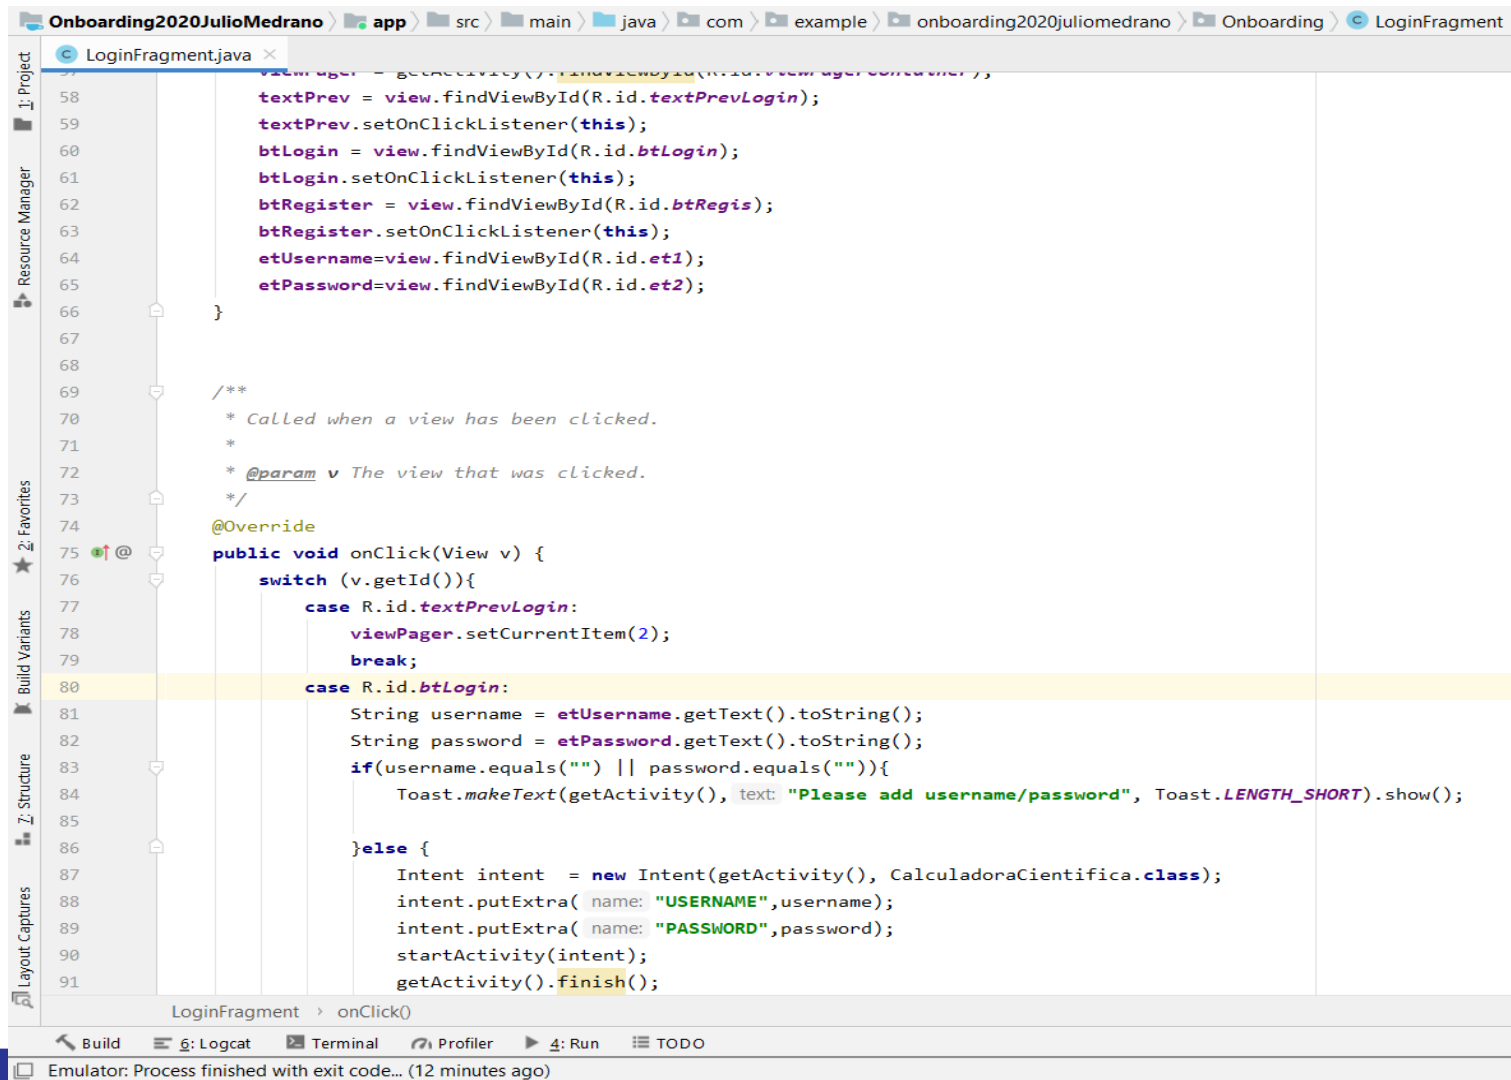 Onboarding2020JulioMedrano app src main java com example onboarding2020juliomedrano Onboarding LoginFragment
LoginFragment.java
1: Project
Resource Manager
2: Favorites
Build Variants
7: Structure
Layout Captures
57 viewPager = getActivity().findViewById(R.id.viewPagerContainer);
58 textPrev = view.findViewById(R.id.textPrevLogin);
59 textPrev.setOnClickListener(this);
60 btLogin = view.findViewById(R.id.btLogin);
61 btLogin.setOnClickListener(this);
62 btRegister = view.findViewById(R.id.btRegis);
63 btRegister.setOnClickListener(this);
64 etUsername=view.findViewById(R.id.et1);
65 etPassword=view.findViewById(R.id.et2);
66 }
67
68
69 /**
70 * Called when a view has been clicked.
71 *
72 * @param v The view that was clicked.
73 */
74 @Override
75 @ public void onClick(View v) {
76 switch (v.getId()){
77 case R.id.textPrevLogin:
78 viewPager.setCurrentItem(2);
79 break;
80 case R.id.btLogin:
81 String username = etUsername.getText().toString();
82 String password = etPassword.getText().toString();
83 if(username.equals("") || password.equals("")){
84 Toast.makeText(getActivity(), text: "Please add username/password", Toast.LENGTH_SHORT).show();
85
86 }else {
87 Intent intent  = new Intent(getActivity(), CalculadoraCientifica.class);
88 intent.putExtra( name: "USERNAME",username);
89 intent.putExtra( name: "PASSWORD",password);
90 startActivity(intent);
91 getActivity().finish();
LoginFragment › onClick()
Build 6: Logcat Terminal Profiler 4: Run TODO
Emulator: Process finished with exit code... (12 minutes ago)